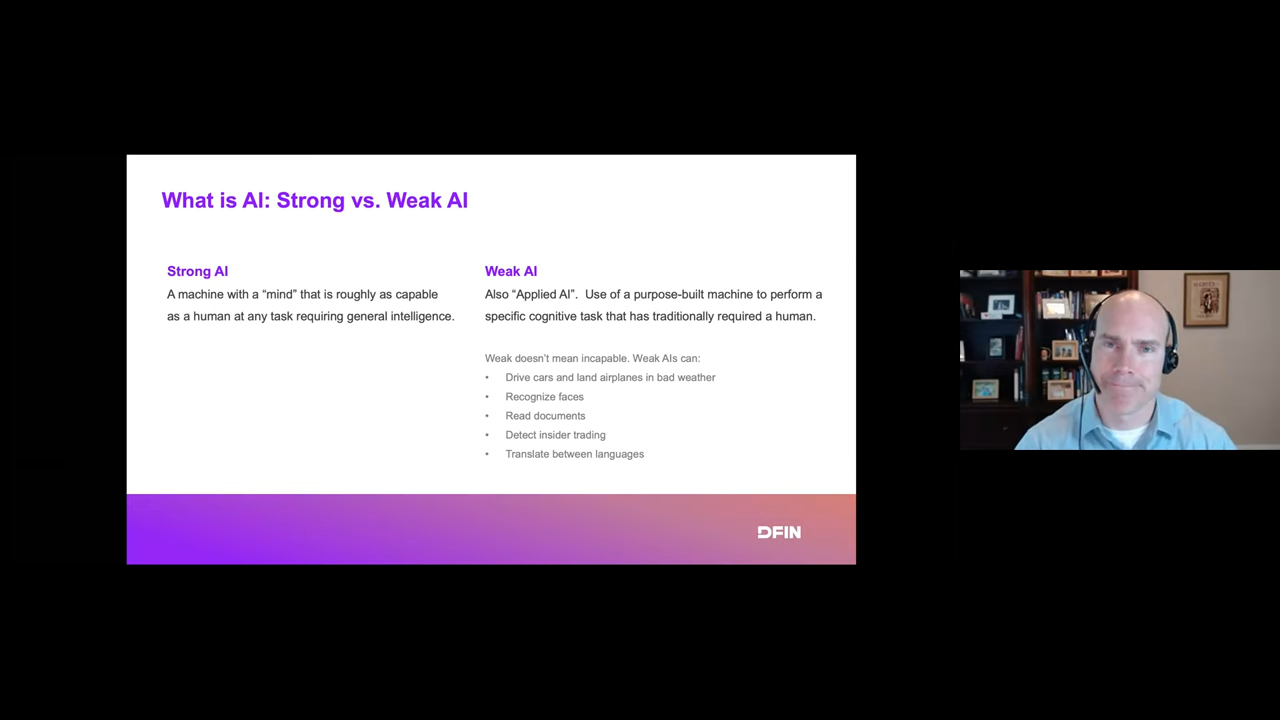 What is AI: Strong vs. Weak AI
Strong AI
A machine with a “mind” that is roughly as capable
as a human at any task requiring general intelligence.
Weak AI
Also “Applied AI”.  Use of a purpose-built machine to perform a
specific cognitive task that has traditionally required a human.
Weak doesn’t mean incapable. Weak AIs can:
• Drive cars and land airplanes in bad weather
• Recognize faces
• Read documents
• Detect insider trading
• Translate between languages
DFIN